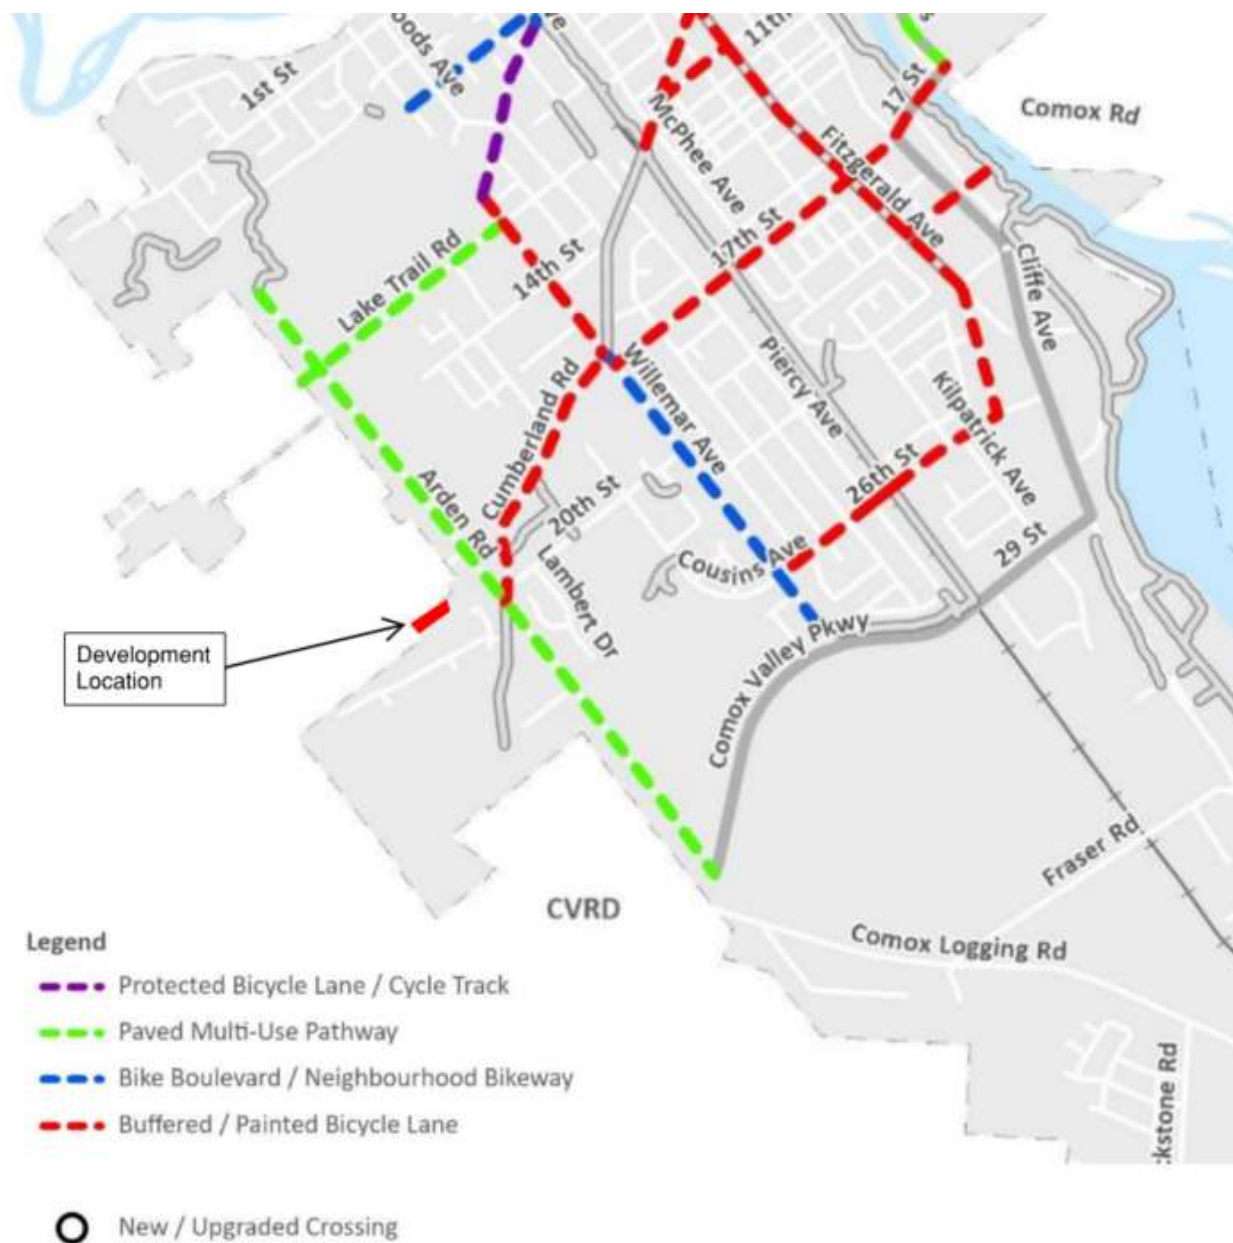 1st St
11th
17 St
Comox Rd
McPhee Ave
Fitzgerald Ave
Lake Trail Rd
14th St
17th St
Cliffe Ave
Willemar Ave
Piercy Ave
Kilpatrick Ave
Cumberland Rd
Arden Rd
20th St
26th St
29 St
Cousins Ave
Lambert Dr
Development
Location
Comox Valley Pkwy
Fraser Rd
CVRD
Comox Logging Rd
ckstone Rd
Legend
Protected Bicycle Lane / Cycle Track
Paved Multi-Use Pathway
Bike Boulevard / Neighbourhood Bikeway
Buffered / Painted Bicycle Lane
New / Upgraded Crossing